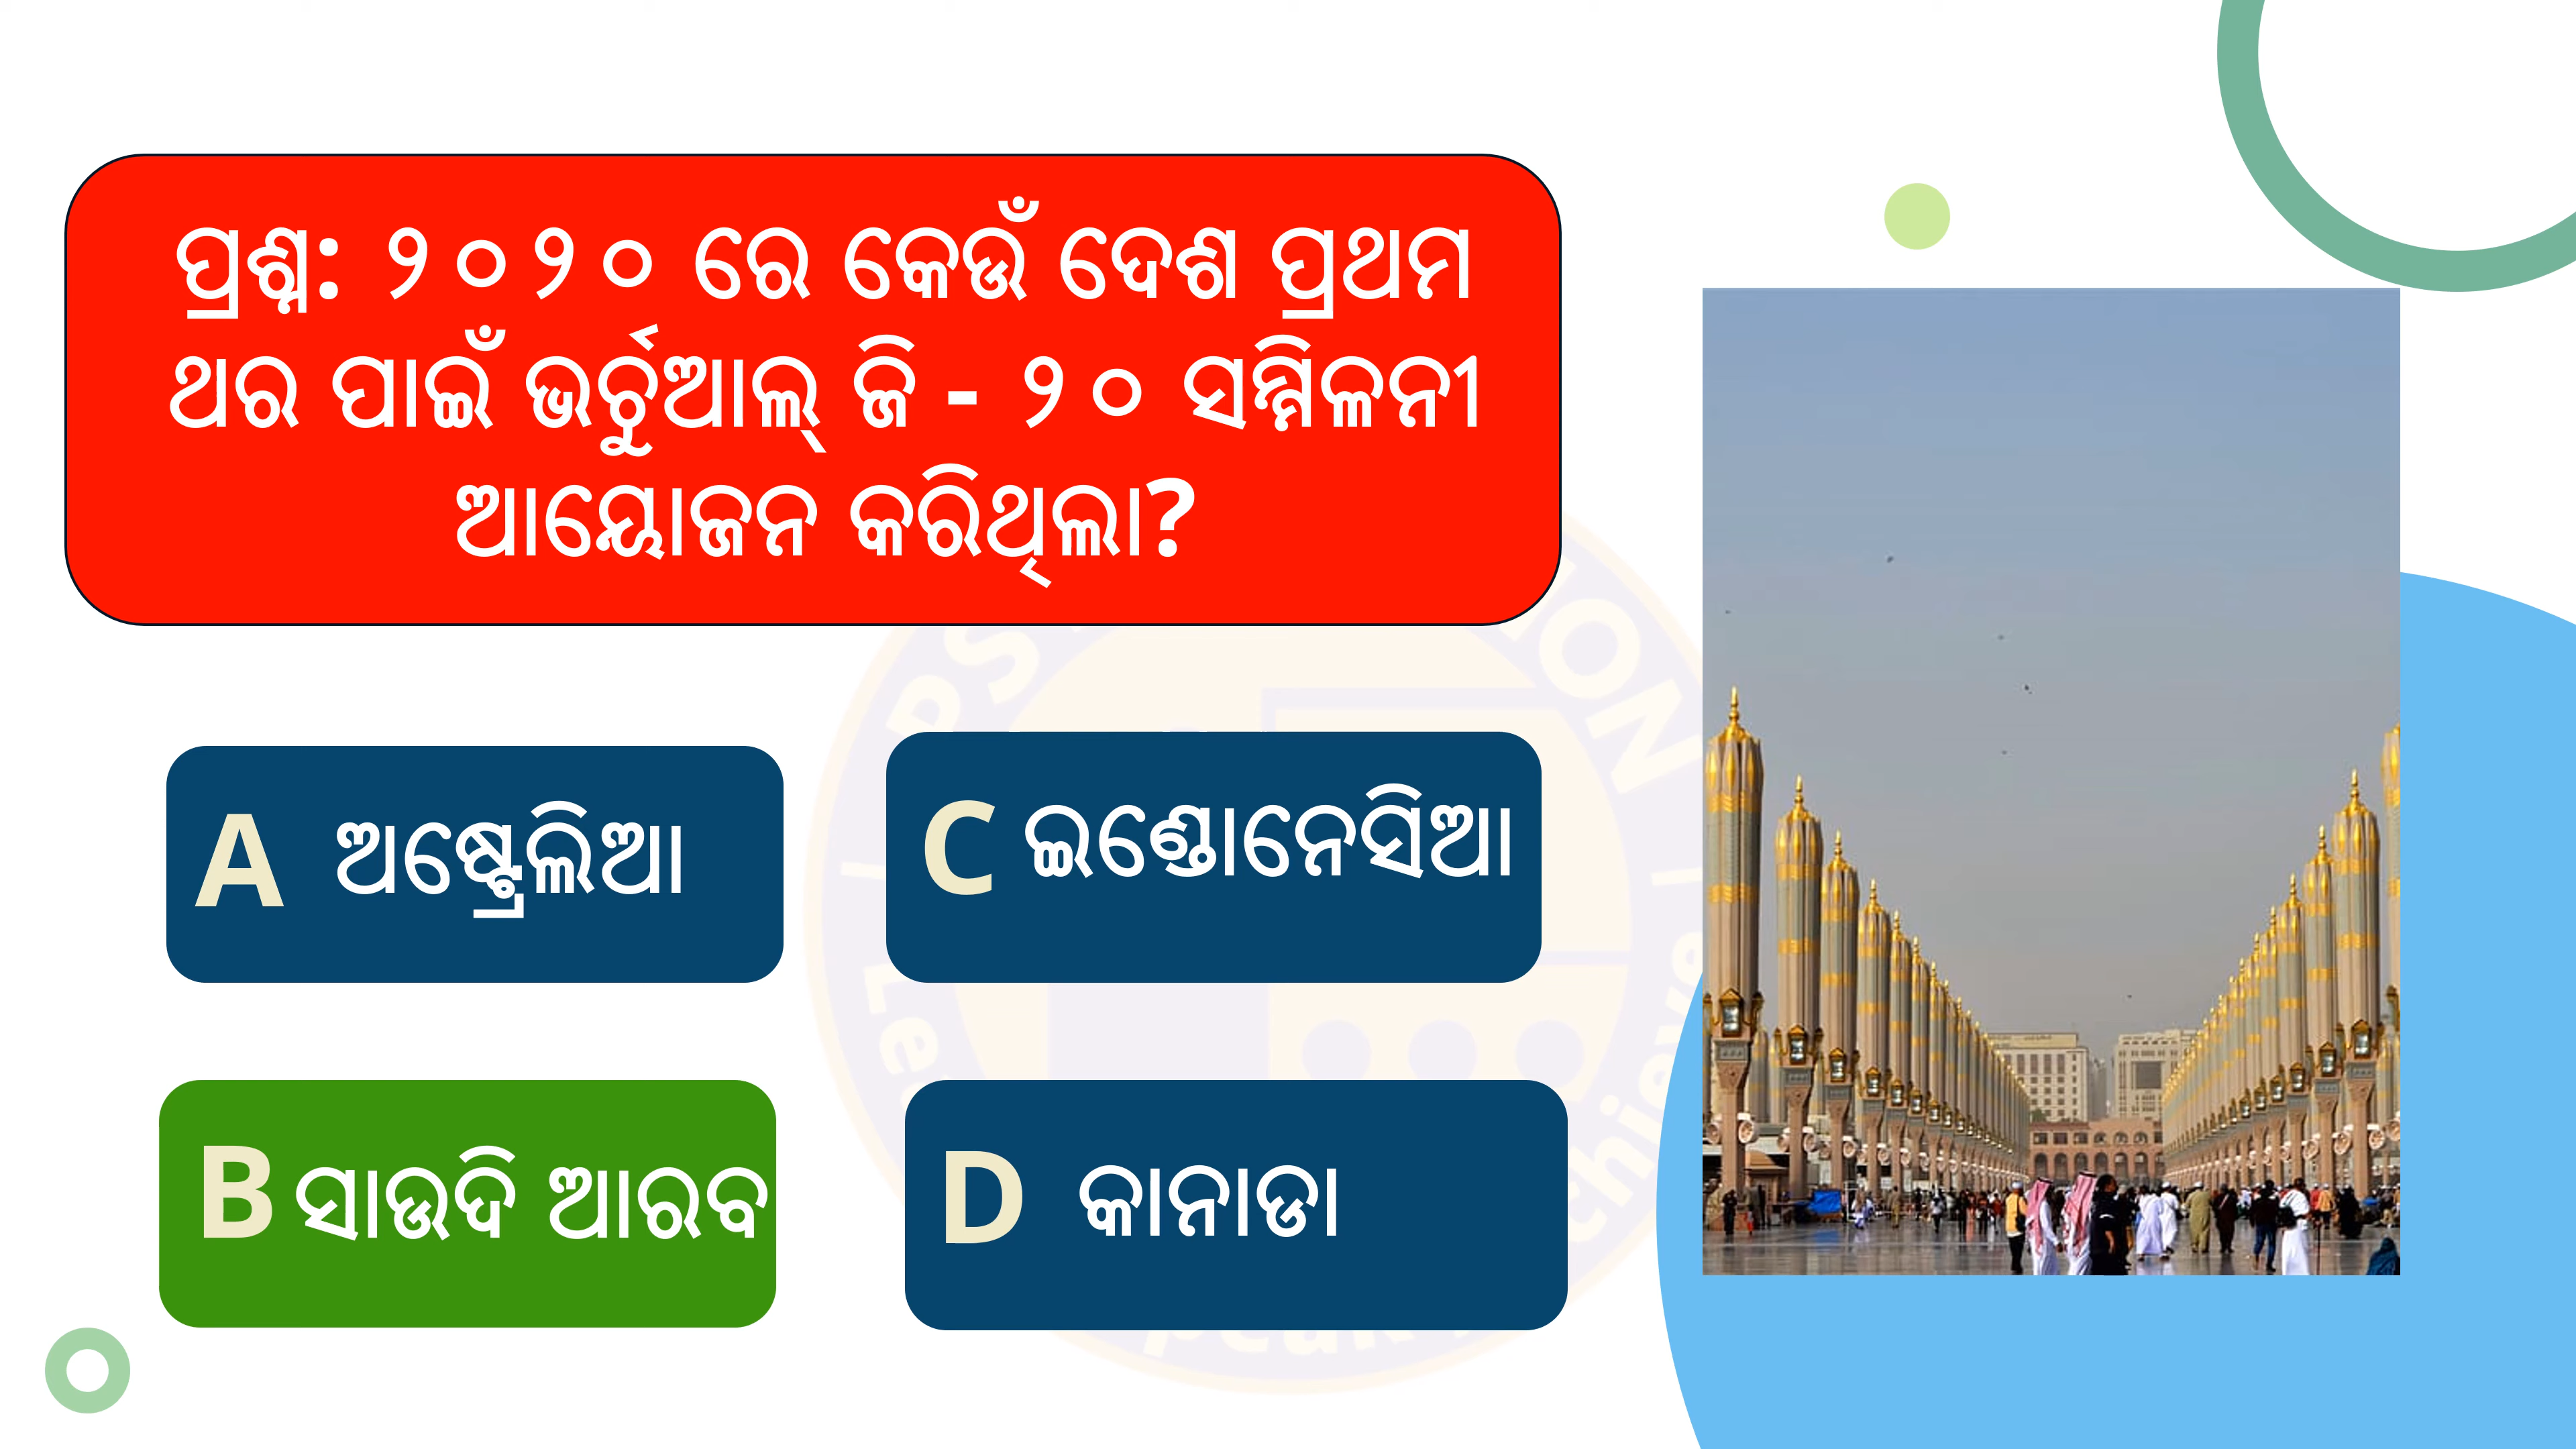 ପ୍ରଶ୍ନ: ୨୦୨୦ ରେ କେଉଁ ଦେଶ ପ୍ରଥମ
ଥର ପାଇଁ ଭର୍ଚୁଆଲ୍ ଜି - ୨୦ ସମ୍ମିଳନୀ
ଆୟୋଜନ କରିଥିଲା?
A ଅଷ୍ଟ୍ରେଲିଆ
C ଇଣ୍ଡୋନେସିଆ
B ସାଉଦି ଆରବ
D କାନାଡା